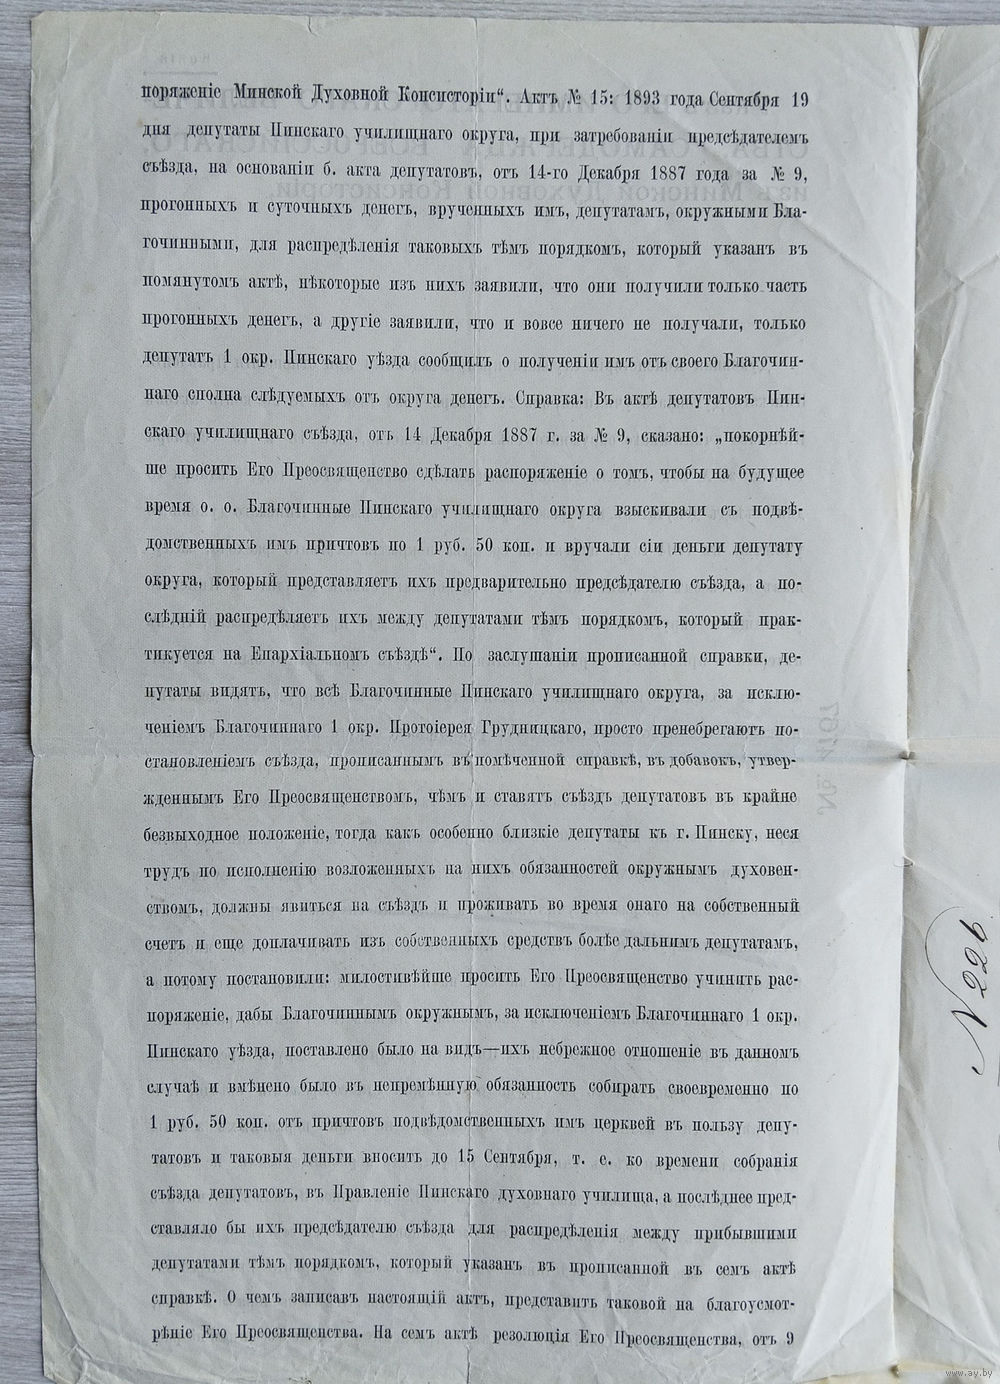 поряженіе Минской Духовной Консисторіи“. Актъ № 15: 1893 года Сентября 19
дня депутаты Пинскаго училищнаго округа, при затребованіи предсѣдателемъ
съѣзда, на основаніи б. акта депутатовъ, отъ 14-го Декабря 1887 года за № 9,
прогонныхъ и суточныхъ денегъ, врученныхъ имъ, депутатамъ, окружными Бла-
гочинными, для распредѣленія таковыхъ тѣмъ порядкомъ, который указанъ въ
помянутомъ актѣ, нѣкоторые изъ нихъ заявили, что они получили только часть
прогонныхъ денегъ, а другіе заявили, что и вовсе ничего не получали, только
депутатъ 1 окр. Пинскаго уѣзда сообщилъ о полученіи имъ отъ своего Благочин-
наго сполна слѣдуемыхъ отъ округа денегъ. Справка: Въ актѣ депутатовъ Пин-
скаго училищнаго съѣзда, отъ 14 Декабря 1887 г. за № 9, сказано: „покорнѣй-
ше просить Его Преосвященство сдѣлать распоряженіе о томъ, чтобы на будущее
время о. о. Благочинные Пинскаго училищнаго округа взыскивали съ подвѣ-
домственныхъ имъ причтовъ по 1 руб. 50 коп. и вручали сіи деньги депутату
округа, который представляетъ ихъ предварительно предсѣдателю съѣзда, а по-
слѣдній распредѣляетъ ихъ между депутатами тѣмъ порядкомъ, который прак-
тикуется на Епархіальномъ съѣздѣ“. По заслушаніи прописанной справки, де-
путаты видятъ, что всѣ Благочинные Пинскаго училищнаго округа, за исклю-
ченіемъ Благочиннаго 1 окр. Протоіерея Грудницкаго, просто пренебрегаютъ по-
становленіемъ съѣзда, прописаннымъ въ помѣченной справкѣ, въ добавокъ, утвер-
жденнымъ Его Преосвященствомъ, чѣмъ и ставятъ съѣздъ депутатовъ въ крайне
безвыходное положеніе, тогда какъ особенно близкіе депутаты къ г. Пинску, неся
трудъ по исполненію возложенныхъ на нихъ обязанностей окружнымъ духовен-
ствомъ, должны явиться на съѣздъ и проживать во время онаго на собственный
счетъ и еще доплачивать изъ собственныхъ средствъ болѣе дальнимъ депутатамъ,
а потому постановили: милостивѣйше просить Его Преосвященство учинить рас-
поряженіе, дабы Благочиннымъ окружнымъ, за исключеніемъ Благочиннаго 1 окр.
Пинскаго уѣзда, поставлено было на видъ—ихъ небрежное отношеніе въ данномъ
случаѣ и вмѣнено было въ непремѣнную обязанность собирать своевременно по
1 руб. 50 коп. отъ причтовъ подвѣдомственныхъ имъ церквей въ пользу депу-
татовъ и таковыя деньги вносить до 15 Сентября, т. е. ко времени собранія
съѣзда депутатовъ, въ Правленіе Пинскаго духовнаго училища, а послѣднее пред-
ставляло бы ихъ предсѣдателю съѣзда для распредѣленія между прибывшими
депутатами тѣмъ порядкомъ, который указанъ въ прописанной въ семъ актѣ
справкѣ. О чемъ записавъ настоящій актъ, представить таковой на благоусмот-
рѣніе Его Преосвященства. На семъ актѣ резолюція Его Преосвященства, отъ 9
№ 226
www.ay.by